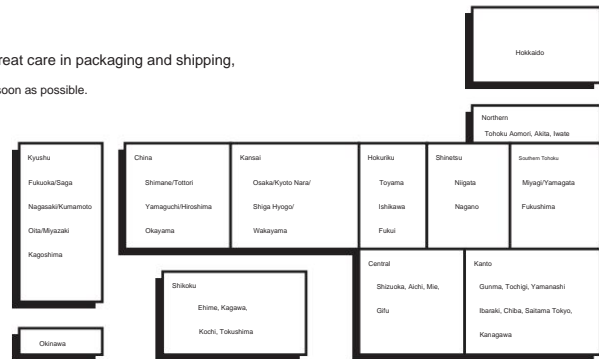 reat care in packaging and shipping,
soon as possible.
Hokkaido
Northern
Tohoku Aomori, Akita, Iwate
Kyushu
Fukuoka/Saga
Nagasaki/Kumamoto
Oita/Miyazaki
Kagoshima
China
Shimane/Tottori
Yamaguchi/Hiroshima
Okayama
Kansai
Osaka/Kyoto Nara/
Shiga Hyogo/
Wakayama
Hokuriku
Toyama
Ishikawa
Fukui
Shinetsu
Niigata
Nagano
Southern Tohoku
Miyagi/Yamagata
Fukushima
Central
Shizuoka, Aichi, Mie,
Gifu
Kanto
Gunma, Tochigi, Yamanashi
Ibaraki, Chiba, Saitama Tokyo,
Kanagawa
Shikoku
Ehime, Kagawa,
Kochi, Tokushima
Okinawa